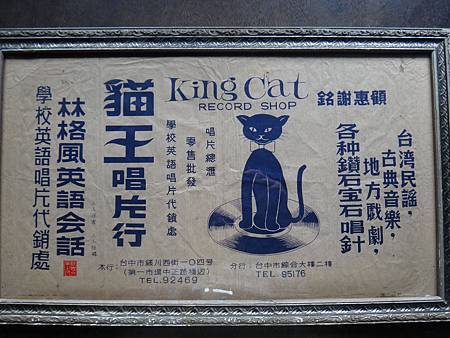 King Cat
RECORD SHOP
銘謝惠顧
台湾民謠，
古典音樂，
地方戲劇，
各种鑽石宝石唱針
唱片總滙
零售批發
學校英語唱片代銷處
貓王唱片行
林格風英語会話
學校英語唱片代銷處
本行：台中市綠川西街一〇四号
(第一市場中正路橋边)
TEL.92469
分行：台中市綜合大樓二樓
TEL. 95176